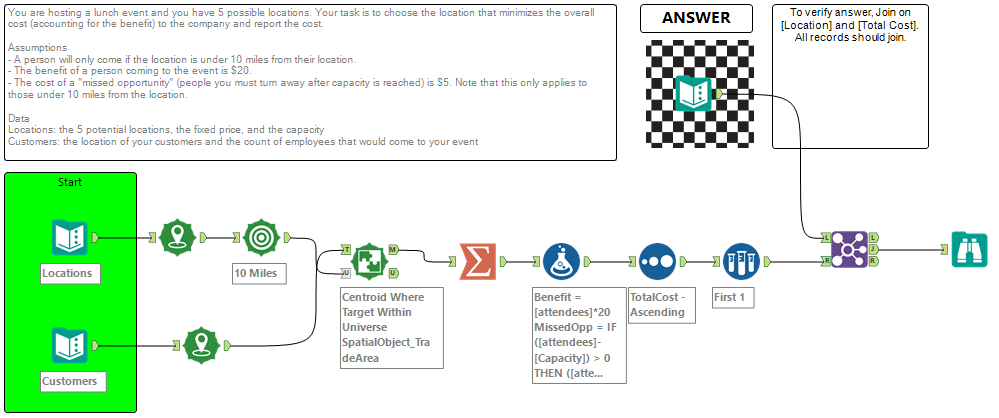 You are hosting a lunch event and you have 5 possible locations. Your task is to choose the location that minimizes the overall
cost (accounting for the benefit) to the company and report the cost.
Assumptions
- A person will only come if the location is under 10 miles from their location.
- The benefit of a person coming to the event is $20.
- The cost of a "missed opportunity" (people you must turn away after capacity is reached) is $5. Note that this only applies to
those under 10 miles from the location.
Data
Locations: the 5 potential locations, the fixed price, and the capacity
Customers: the location of your customers and the count of employees that would come to your event
ANSWER
To verify answer, Join on
[Location] and [Total Cost].
All records should join.
Start
Locations
10 Miles
Customers
T
U
M
U
Centroid Where
Target Within
Universe
SpatialObject_Tra
deArea
Benefit =
[attendees]*20
MissedOpp = IF
([attendees]-
[Capacity]) > 0
THEN ([atte...
TotalCost -
Ascending
First 1
L
R
L
J
R